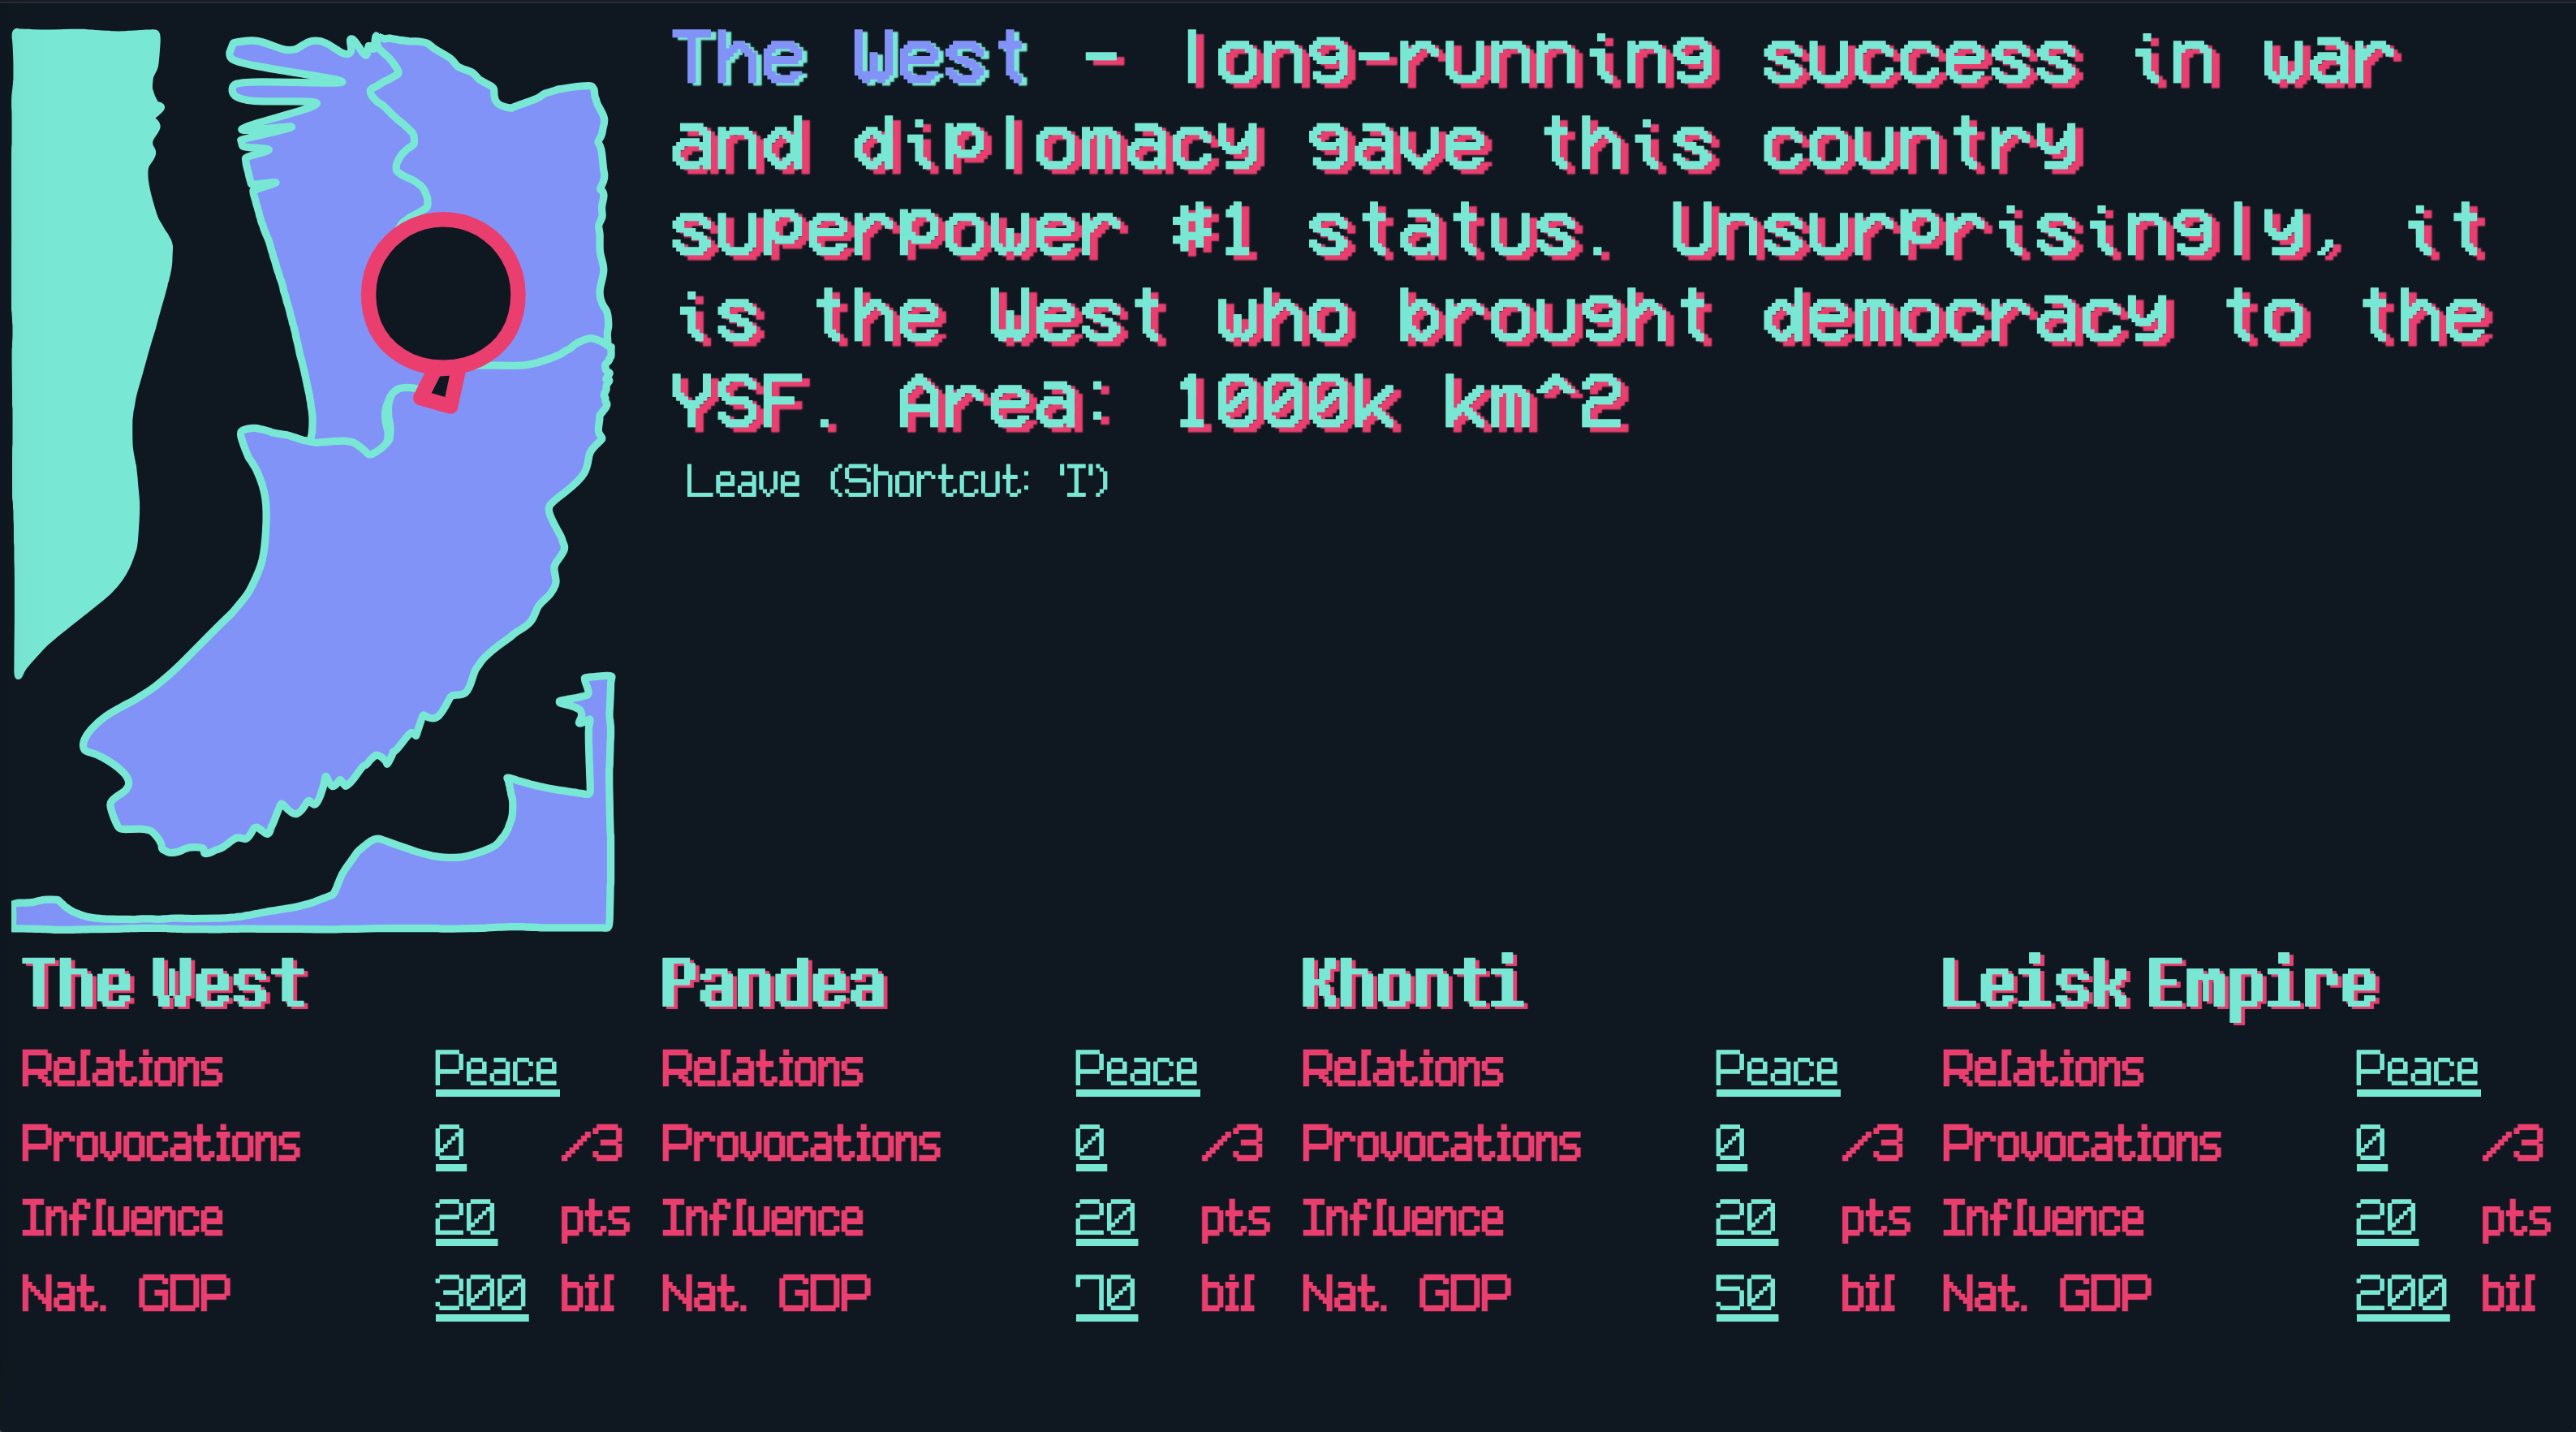 The West - long-running success in war
and diplomacy gave this country
superpower #1 status. Unsurprisingly, it
is the West who brought democracy to the
YSF. Area: 1000k km^2
Leave (Shortcut: 'I')
The West Pandea Khonti Leisk Empire
Relations Peace Relations Peace Relations Peace Relations Peace
Provocations 0 /3 Provocations 0 /3 Provocations 0 /3 Provocations 0 /3
Influence 20 pts Influence 20 pts Influence 20 pts Influence 20 pts
Nat. GDP 300 bil Nat. GDP 70 bil Nat. GDP 50 bil Nat. GDP 200 bil